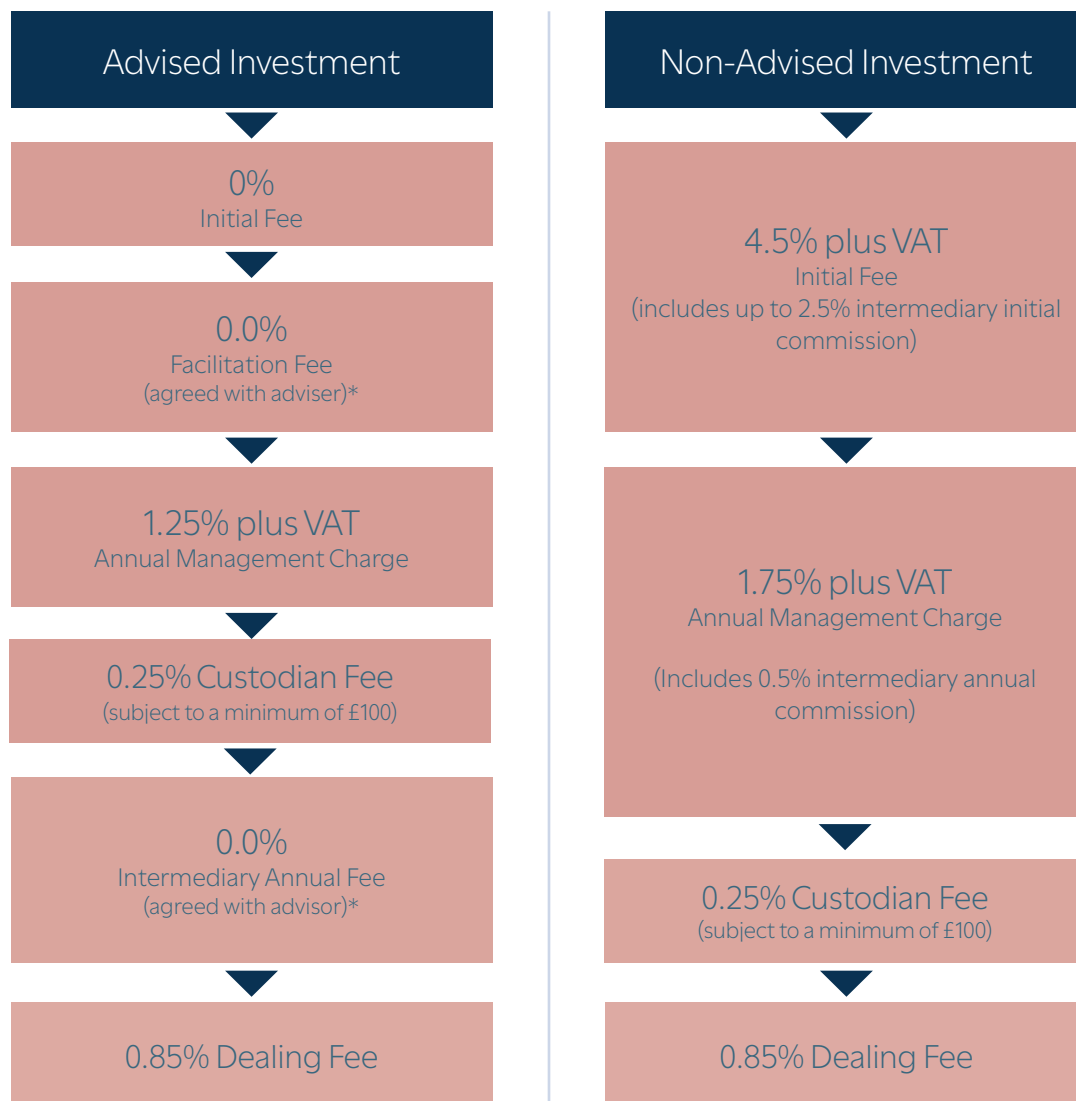 Advised Investment
0%
Initial Fee
0.0%
Facilitation Fee
(agreed with adviser)*
1.25% plus VAT
Annual Management Charge
0.25% Custodian Fee
(subject to a minimum of £100)
0.0%
Intermediary Annual Fee
(agreed with advisor)*
0.85% Dealing Fee
Non-Advised Investment
4.5% plus VAT
Initial Fee
(includes up to 2.5% intermediary initial
commission)
1.75% plus VAT
Annual Management Charge
(Includes 0.5% intermediary annual
commission)
0.25% Custodian Fee
(subject to a minimum of £100)
0.85% Dealing Fee